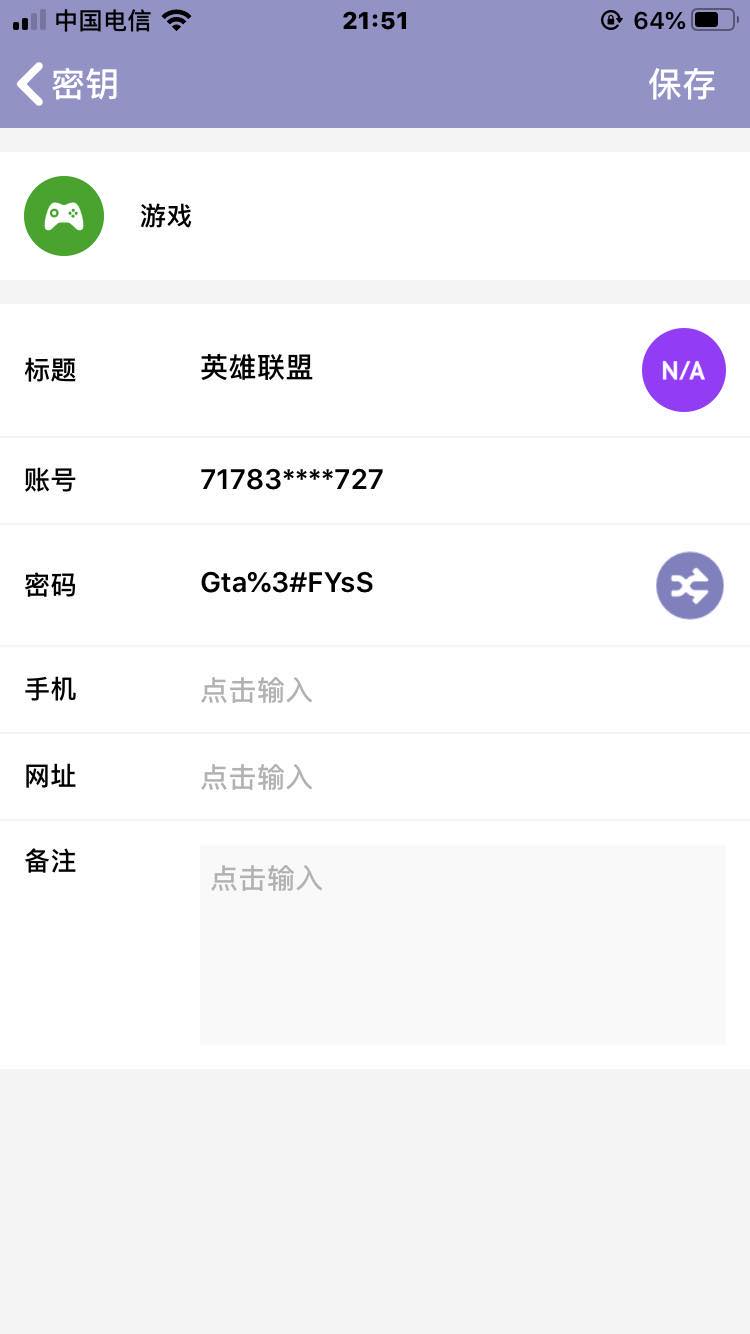 中国电信 21:51 64%
密钥 保存
游戏
标题 英雄联盟 N/A
账号 71783****727
密码 Gta%3#FYsS
手机 点击输入
网址 点击输入
备注 点击输入